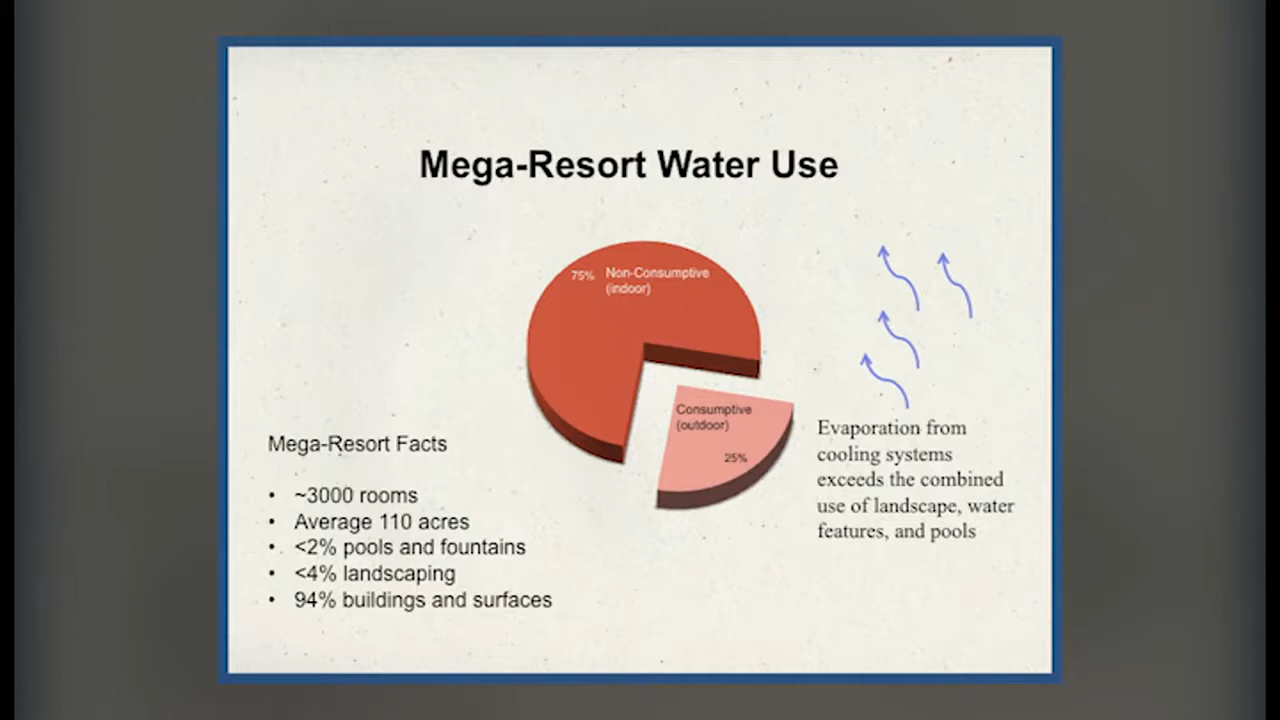 Mega-Resort Water Use
75% Non-Consumptive
(indoor)
Consumptive
(outdoor)
25%
Evaporation from
cooling systems
exceeds the combined
use of landscape, water
features, and pools
Mega-Resort Facts
• ~3000 rooms
• Average 110 acres
• <2% pools and fountains
• <4% landscaping
• 94% buildings and surfaces